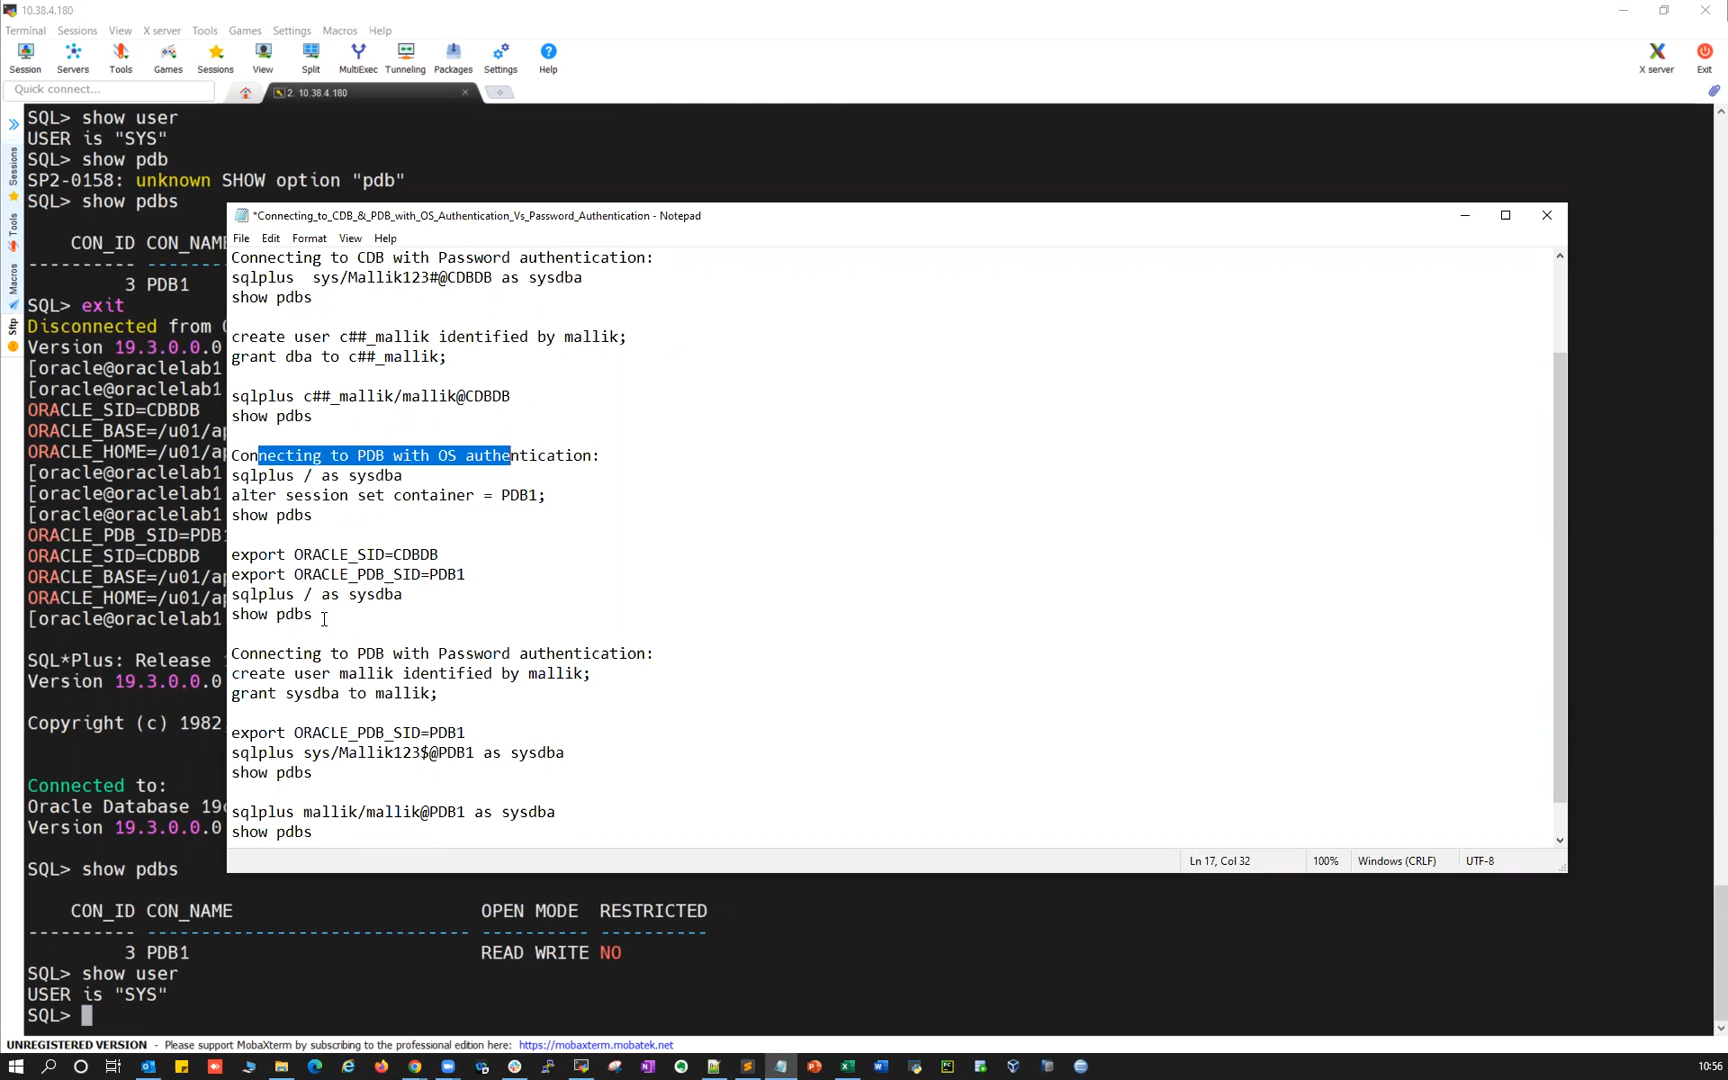 10.38.4.180
Terminal Sessions View X server Tools Games Settings Macros Help
Session Servers Tools Games Sessions View Split MultiExec Tunneling Packages Settings Help X server Exit
Quick connect...
2. 10.38.4.180
Sessions
Tools
Macros
Sftp
SQL> show user
USER is "SYS"
SQL> show pdb
SP2-0158: unknown SHOW option "pdb"
SQL> show pdbs
CON_ID CON_NAME
---------- ----------
3 PDB1
SQL> exit
Disconnected from
Version 19.3.0.0.0
[oracle@oraclelab1
[oracle@oraclelab1
ORACLE_SID=CDBDB
ORACLE_BASE=/u01/a
ORACLE_HOME=/u01/a
[oracle@oraclelab1
[oracle@oraclelab1
[oracle@oraclelab1
ORACLE_PDB_SID=PDB1
ORACLE_SID=CDBDB
ORACLE_BASE=/u01/a
ORACLE_HOME=/u01/a
[oracle@oraclelab1
SQL*Plus: Release
Version 19.3.0.0.0
Copyright (c) 1982
Connected to:
Oracle Database 19
Version 19.3.0.0.0
SQL> show pdbs
CON_ID CON_NAME OPEN MODE RESTRICTED
---------- ------------------------------ ---------- ----------
3 PDB1 READ WRITE NO
SQL> show user
USER is "SYS"
SQL>
*Connecting_to_CDB_&_PDB_with_OS_Authentication_Vs_Password_Authentication - Notepad
File Edit Format View Help
Connecting to CDB with Password authentication:
sqlplus  sys/Mallik123#@CDBDB as sysdba
show pdbs
create user c##_mallik identified by mallik;
grant dba to c##_mallik;
sqlplus c##_mallik/mallik@CDBDB
show pdbs
Connecting to PDB with OS authentication:
sqlplus / as sysdba
alter session set container = PDB1;
show pdbs
export ORACLE_SID=CDBDB
export ORACLE_PDB_SID=PDB1
sqlplus / as sysdba
show pdbs
Connecting to PDB with Password authentication:
create user mallik identified by mallik;
grant sysdba to mallik;
export ORACLE_PDB_SID=PDB1
sqlplus sys/Mallik123$@PDB1 as sysdba
show pdbs
sqlplus mallik/mallik@PDB1 as sysdba
show pdbs
Ln 17, Col 32 100% Windows (CRLF) UTF-8
UNREGISTERED VERSION - Please support MobaXterm by subscribing to the professional edition here: https://mobaxterm.mobatek.net
10:56